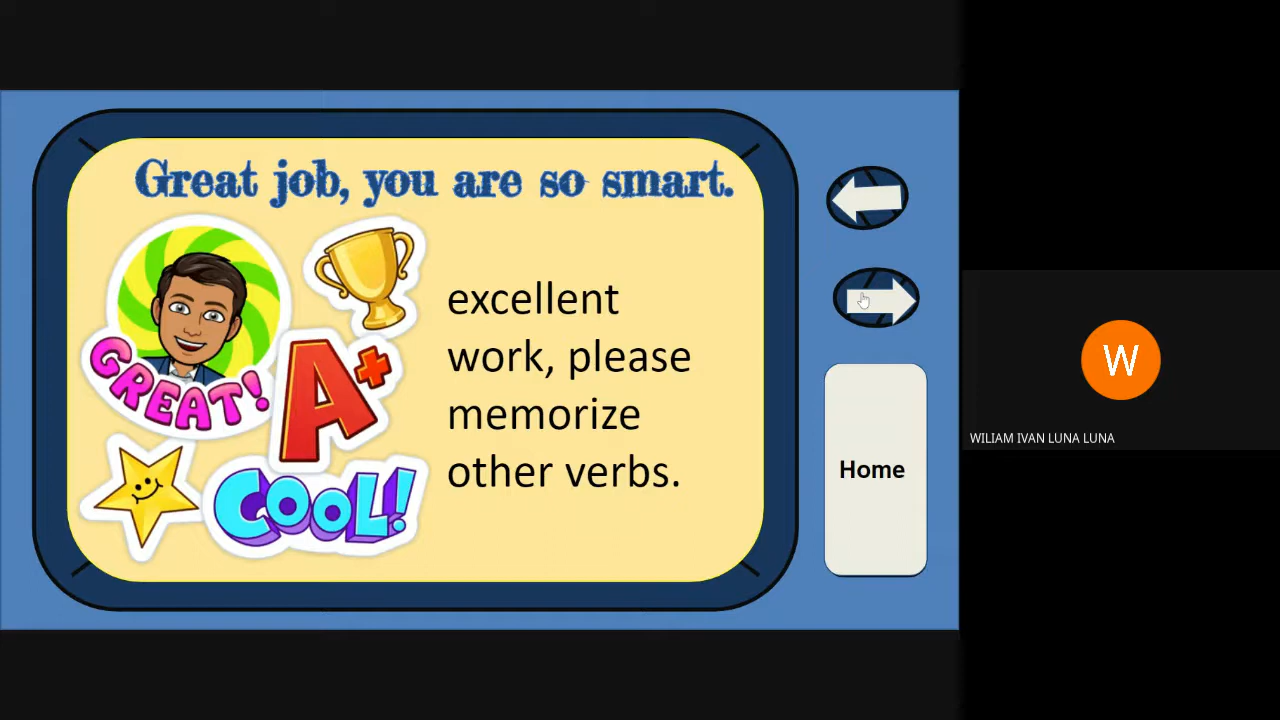 Great job, you are so smart.
GREAT!
A+
COOL!
excellent
work, please
memorize
other verbs.
Home
W
WILIAM IVAN LUNA LUNA